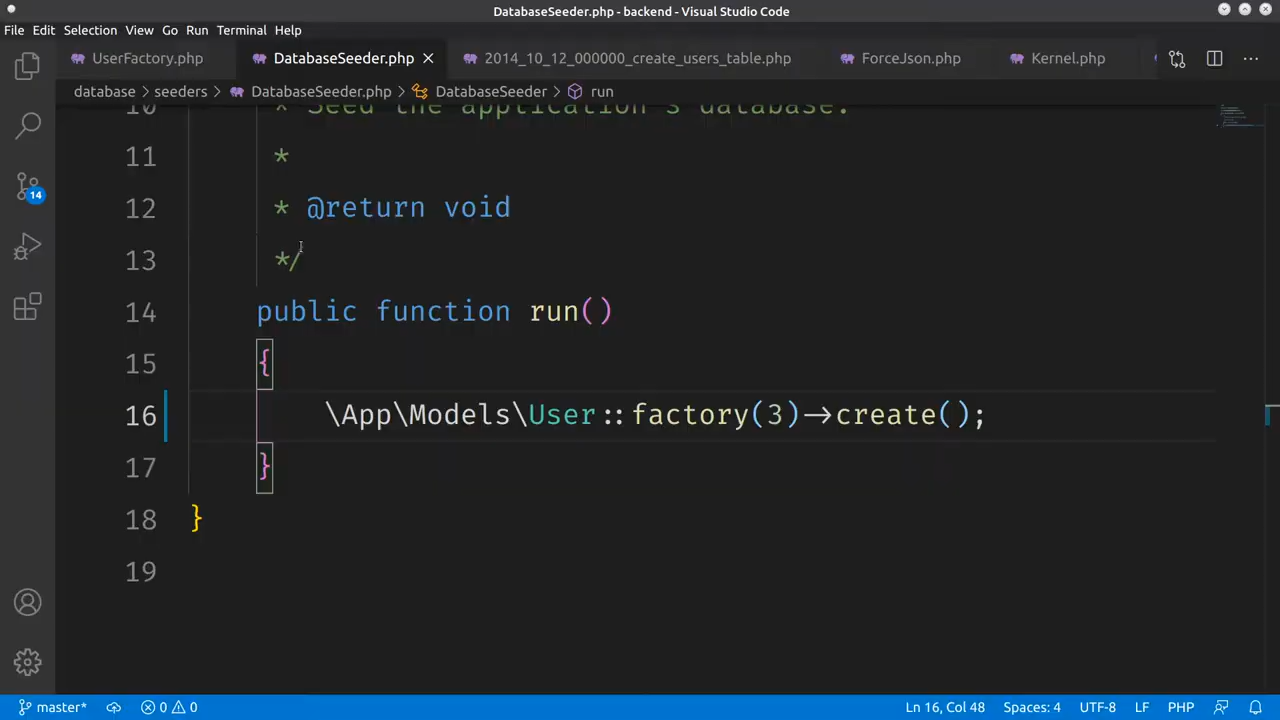 DatabaseSeeder.php - backend - Visual Studio Code
File Edit Selection View Go Run Terminal Help
UserFactory.php DatabaseSeeder.php 2014_10_12_000000_create_users_table.php ForceJson.php Kernel.php
database > seeders > DatabaseSeeder.php > DatabaseSeeder > run
10 * Seed the application's database.
11 *
12 * @return void
13 */
14 public function run()
15 {
16 \App\Models\User::factory(3)->create();
17 }
18 }
19
14
master* 0 0 Ln 16, Col 48 Spaces: 4 UTF-8 LF PHP